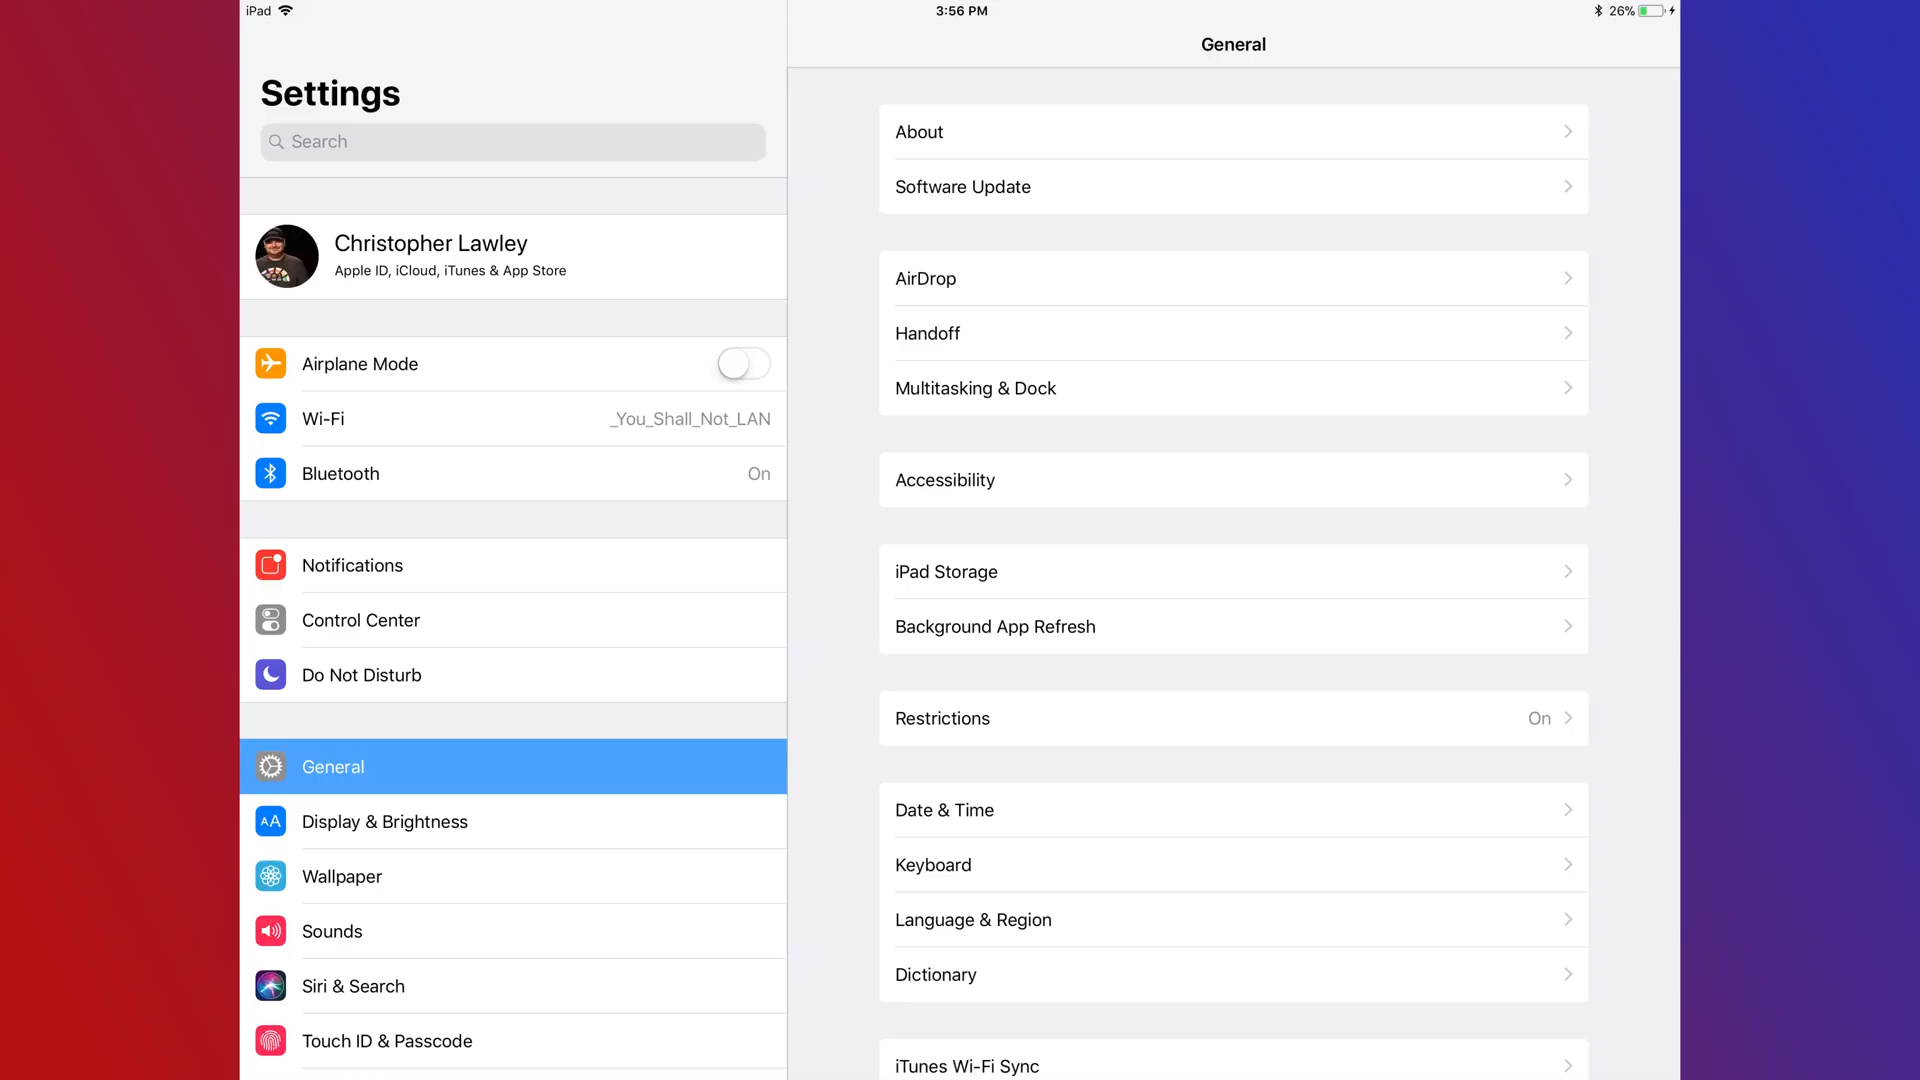 iPad
3:56 PM
26%
Settings
Search
Christopher Lawley
Apple ID, iCloud, iTunes & App Store
Airplane Mode
Wi-Fi
_You_Shall_Not_LAN
Bluetooth
On
Notifications
Control Center
Do Not Disturb
General
AA
Display & Brightness
Wallpaper
Sounds
Siri & Search
Touch ID & Passcode
General
About
Software Update
AirDrop
Handoff
Multitasking & Dock
Accessibility
iPad Storage
Background App Refresh
Restrictions
On
Date & Time
Keyboard
Language & Region
Dictionary
iTunes Wi-Fi Sync